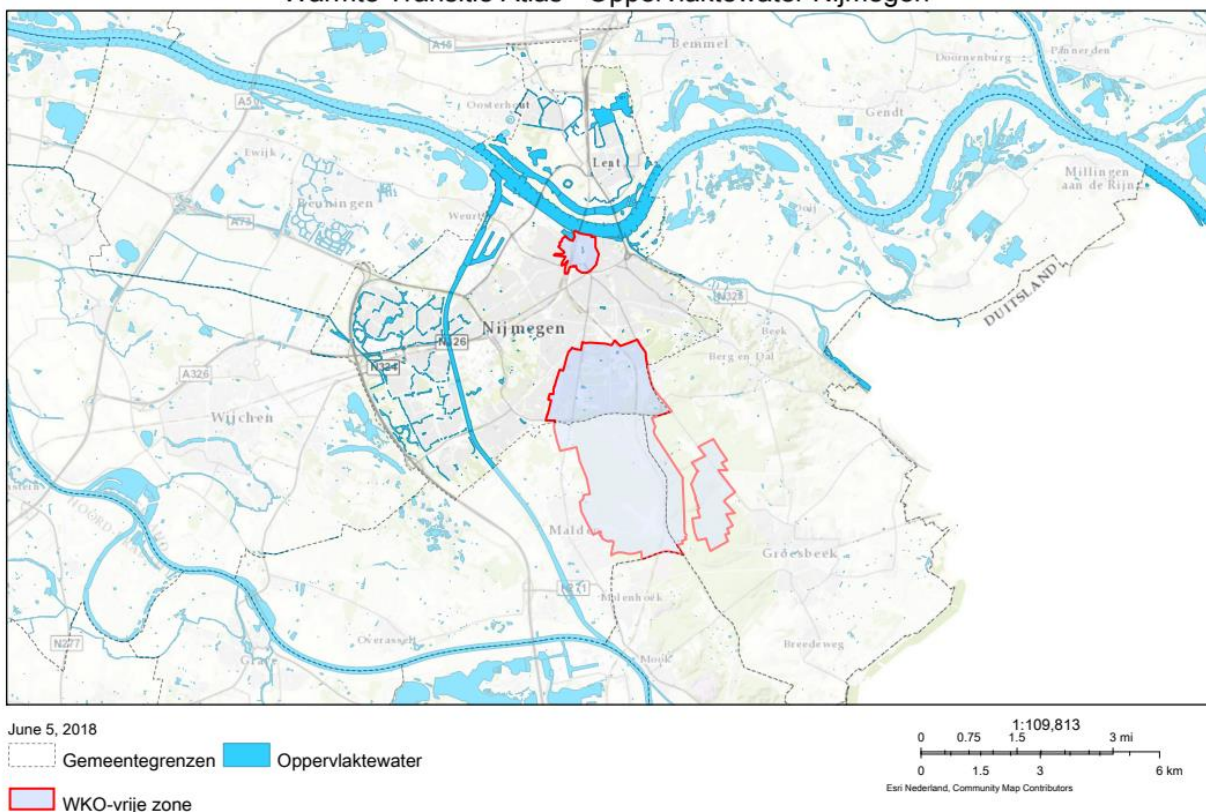 Warmte Transitie Atlas - Oppervlaktewater Nijmegen
A15
Bemmel
Pannerden
Doornenburg
A50
Oosterhout
Gendt
Ewijk
Lent
Millingen
aan de Rijn
Beuningen
Weurt
Ooij
A73
DUITSLAND
N325
Nijmegen
Beek
N326
Berg en Dal
A326
N324
Wijchen
NOORD
Malden
Groesbeek
N271
Molenhoek
Overasselt
N277
Grave
Mook
Breedeweg
June 5, 2018
Gemeentegrenzen Oppervlaktewater
WKO-vrije zone
1:109,813
0 0.75 1.5 3 mi
0 1.5 3 6 km
Esri Nederland, Community Map Contributors